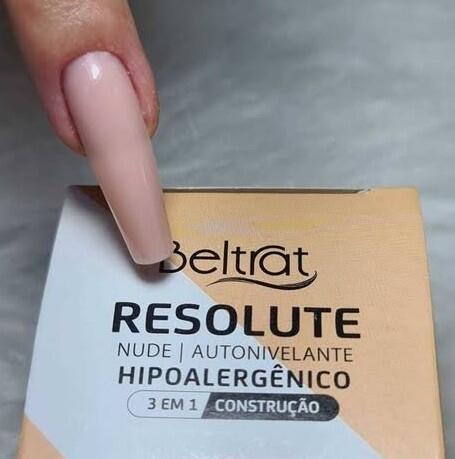 Beltrat
RESOLUTE
NUDE | AUTONIVELANTE
HIPOALERGÊNICO
3 EM 1 CONSTRUÇÃO